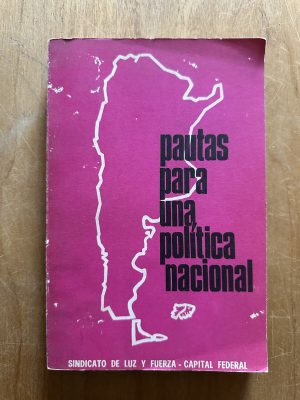 pautas
para
una
política
nacional
SINDICATO DE LUZ Y FUERZA - CAPITAL FEDERAL